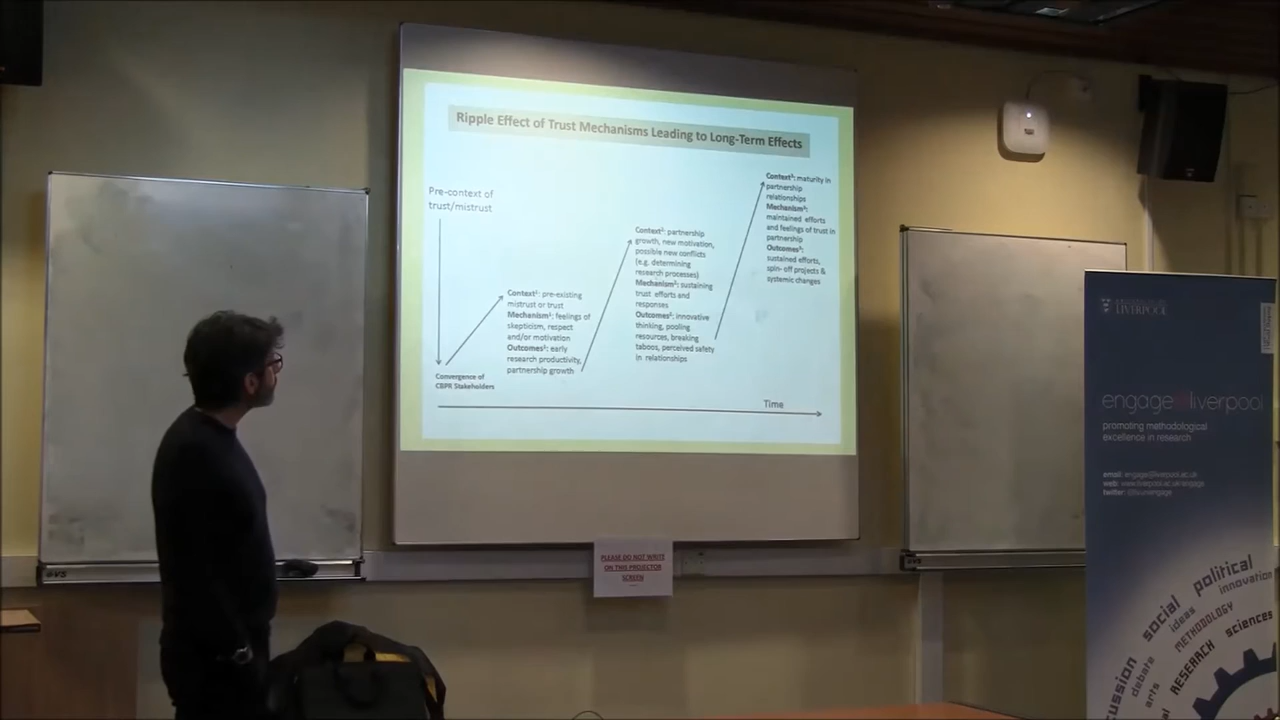 Ripple Effect of Trust Mechanisms Leading to Long-Term Effects
Pre-context of
trust/mistrust
Convergence of
CBPR Stakeholders
Context¹: pre-existing
mistrust or trust
Mechanism¹: feelings of
skepticism, respect
and/or motivation
Outcomes¹: early
research productivity,
partnership growth
Context²: partnership
growth, new motivation,
possible new conflicts
(e.g. determining
research processes)
Mechanism²: sustaining
trust efforts and
responses
Outcomes²: innovative
thinking, pooling
resources, breaking
taboos, perceived safety
in relationships
Context³: maturity in
partnership
relationships
Mechanism³:
maintained efforts
and feelings of trust in
partnership
Outcomes³:
sustained efforts,
spin- off projects &
systemic changes
Time
PLEASE DO NOT WRITE
ON THIS PROJECTOR
SCREEN
LIVERPOOL
engage@liverpool
promoting methodological
excellence in research
email: engage@liverpool.ac.uk
web: www.liverpool.ac.uk/engage
political
innovation
social
ideas
METHODOLOGY
sciences
RESEARCH
debate
arts